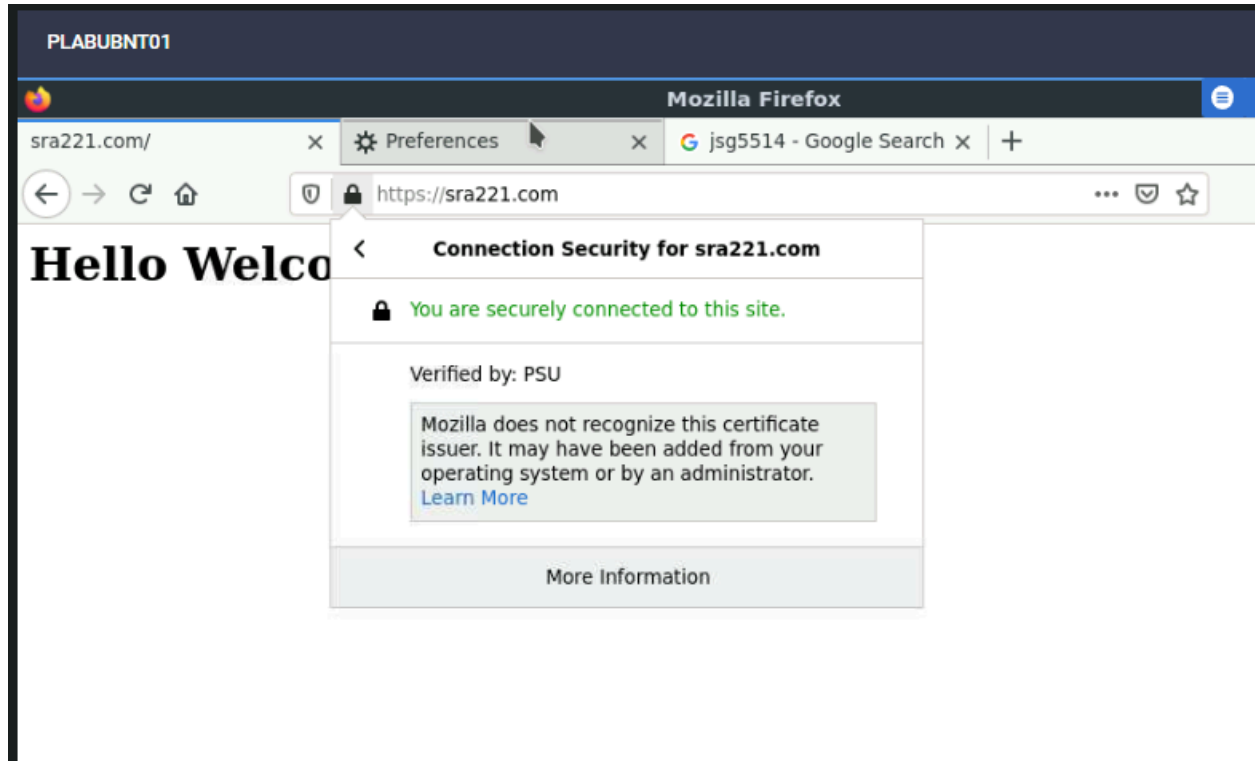 PLABUBNT01
Mozilla Firefox
sra221.com/
Preferences
jsg5514 - Google Search
https://sra221.com
Hello Welco
Connection Security for sra221.com
You are securely connected to this site.
Verified by: PSU
Mozilla does not recognize this certificate
issuer. It may have been added from your
operating system or by an administrator.
Learn More
More Information